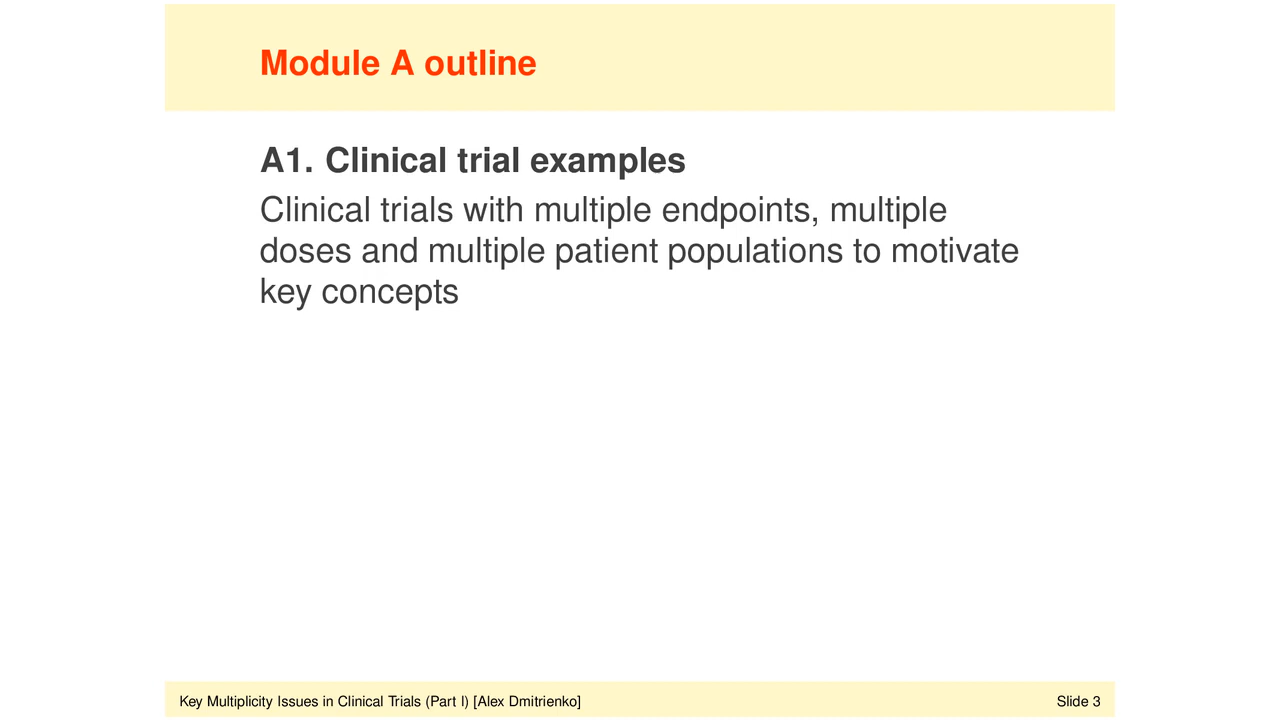 Module A outline
A1. Clinical trial examples
Clinical trials with multiple endpoints, multiple
doses and multiple patient populations to motivate
key concepts
Key Multiplicity Issues in Clinical Trials (Part I) [Alex Dmitrienko]
Slide 3